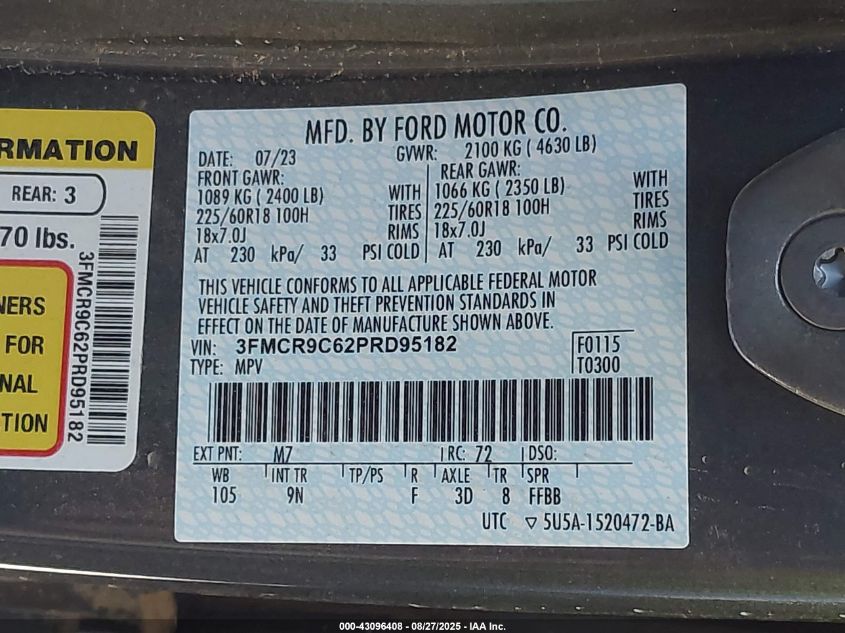 RMATION
REAR: 3
70 lbs.
NERS
FOR
NAL
TION
3FMCR9C62PRD95182
MFD. BY FORD MOTOR CO.
DATE: 07/23 GVWR: 2100 KG ( 4630 LB)
FRONT GAWR: REAR GAWR:
1089 KG ( 2400 LB) WITH 1066 KG ( 2350 LB) WITH
225/60R18 100H TIRES 225/60R18 100H TIRES
18x7.0J RIMS 18x7.0J RIMS
AT 230 kPa/ 33 PSI COLD AT 230 kPa/ 33 PSI COLD
THIS VEHICLE CONFORMS TO ALL APPLICABLE FEDERAL MOTOR
VEHICLE SAFETY AND THEFT PREVENTION STANDARDS IN
EFFECT ON THE DATE OF MANUFACTURE SHOWN ABOVE.
VIN: 3FMCR9C62PRD95182 F0115
TYPE: MPV T0300
EXT PNT: M7 RC: 72 DSO:
WB INT TR TP/PS R AXLE TR SPR
105 9N F 3D 8 FFBB
UTC ▽ 5U5A-1520472-BA
000-43096408 - 08/27/2025 - IAA Inc.